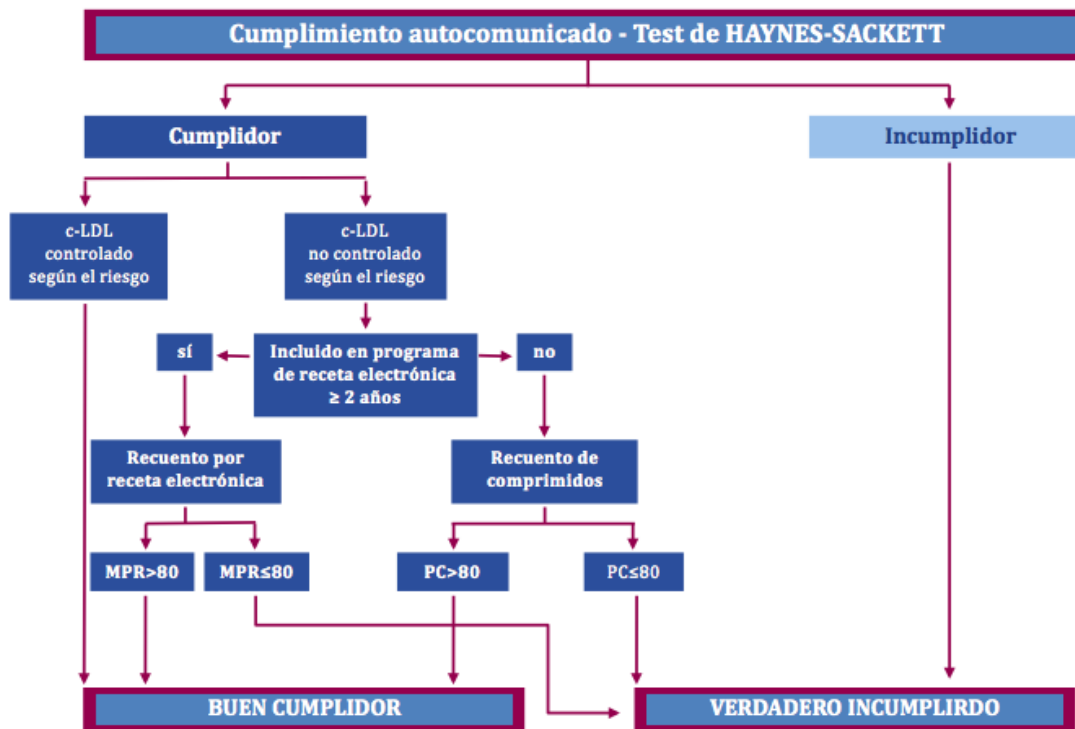 Cumplimiento autocomunicado - Test de HAYNES-SACKETT
Cumplidor
Incumplidor
c-LDL
controlado
según el riesgo
c-LDL
no controlado
según el riesgo
sí
Incluido en programa
de receta electrónica
≥ 2 años
no
Recuento por
receta electrónica
Recuento de
comprimidos
MPR>80
MPR≤80
PC>80
PC≤80
BUEN CUMPLIDOR
VERDADERO INCUMPLIRDO